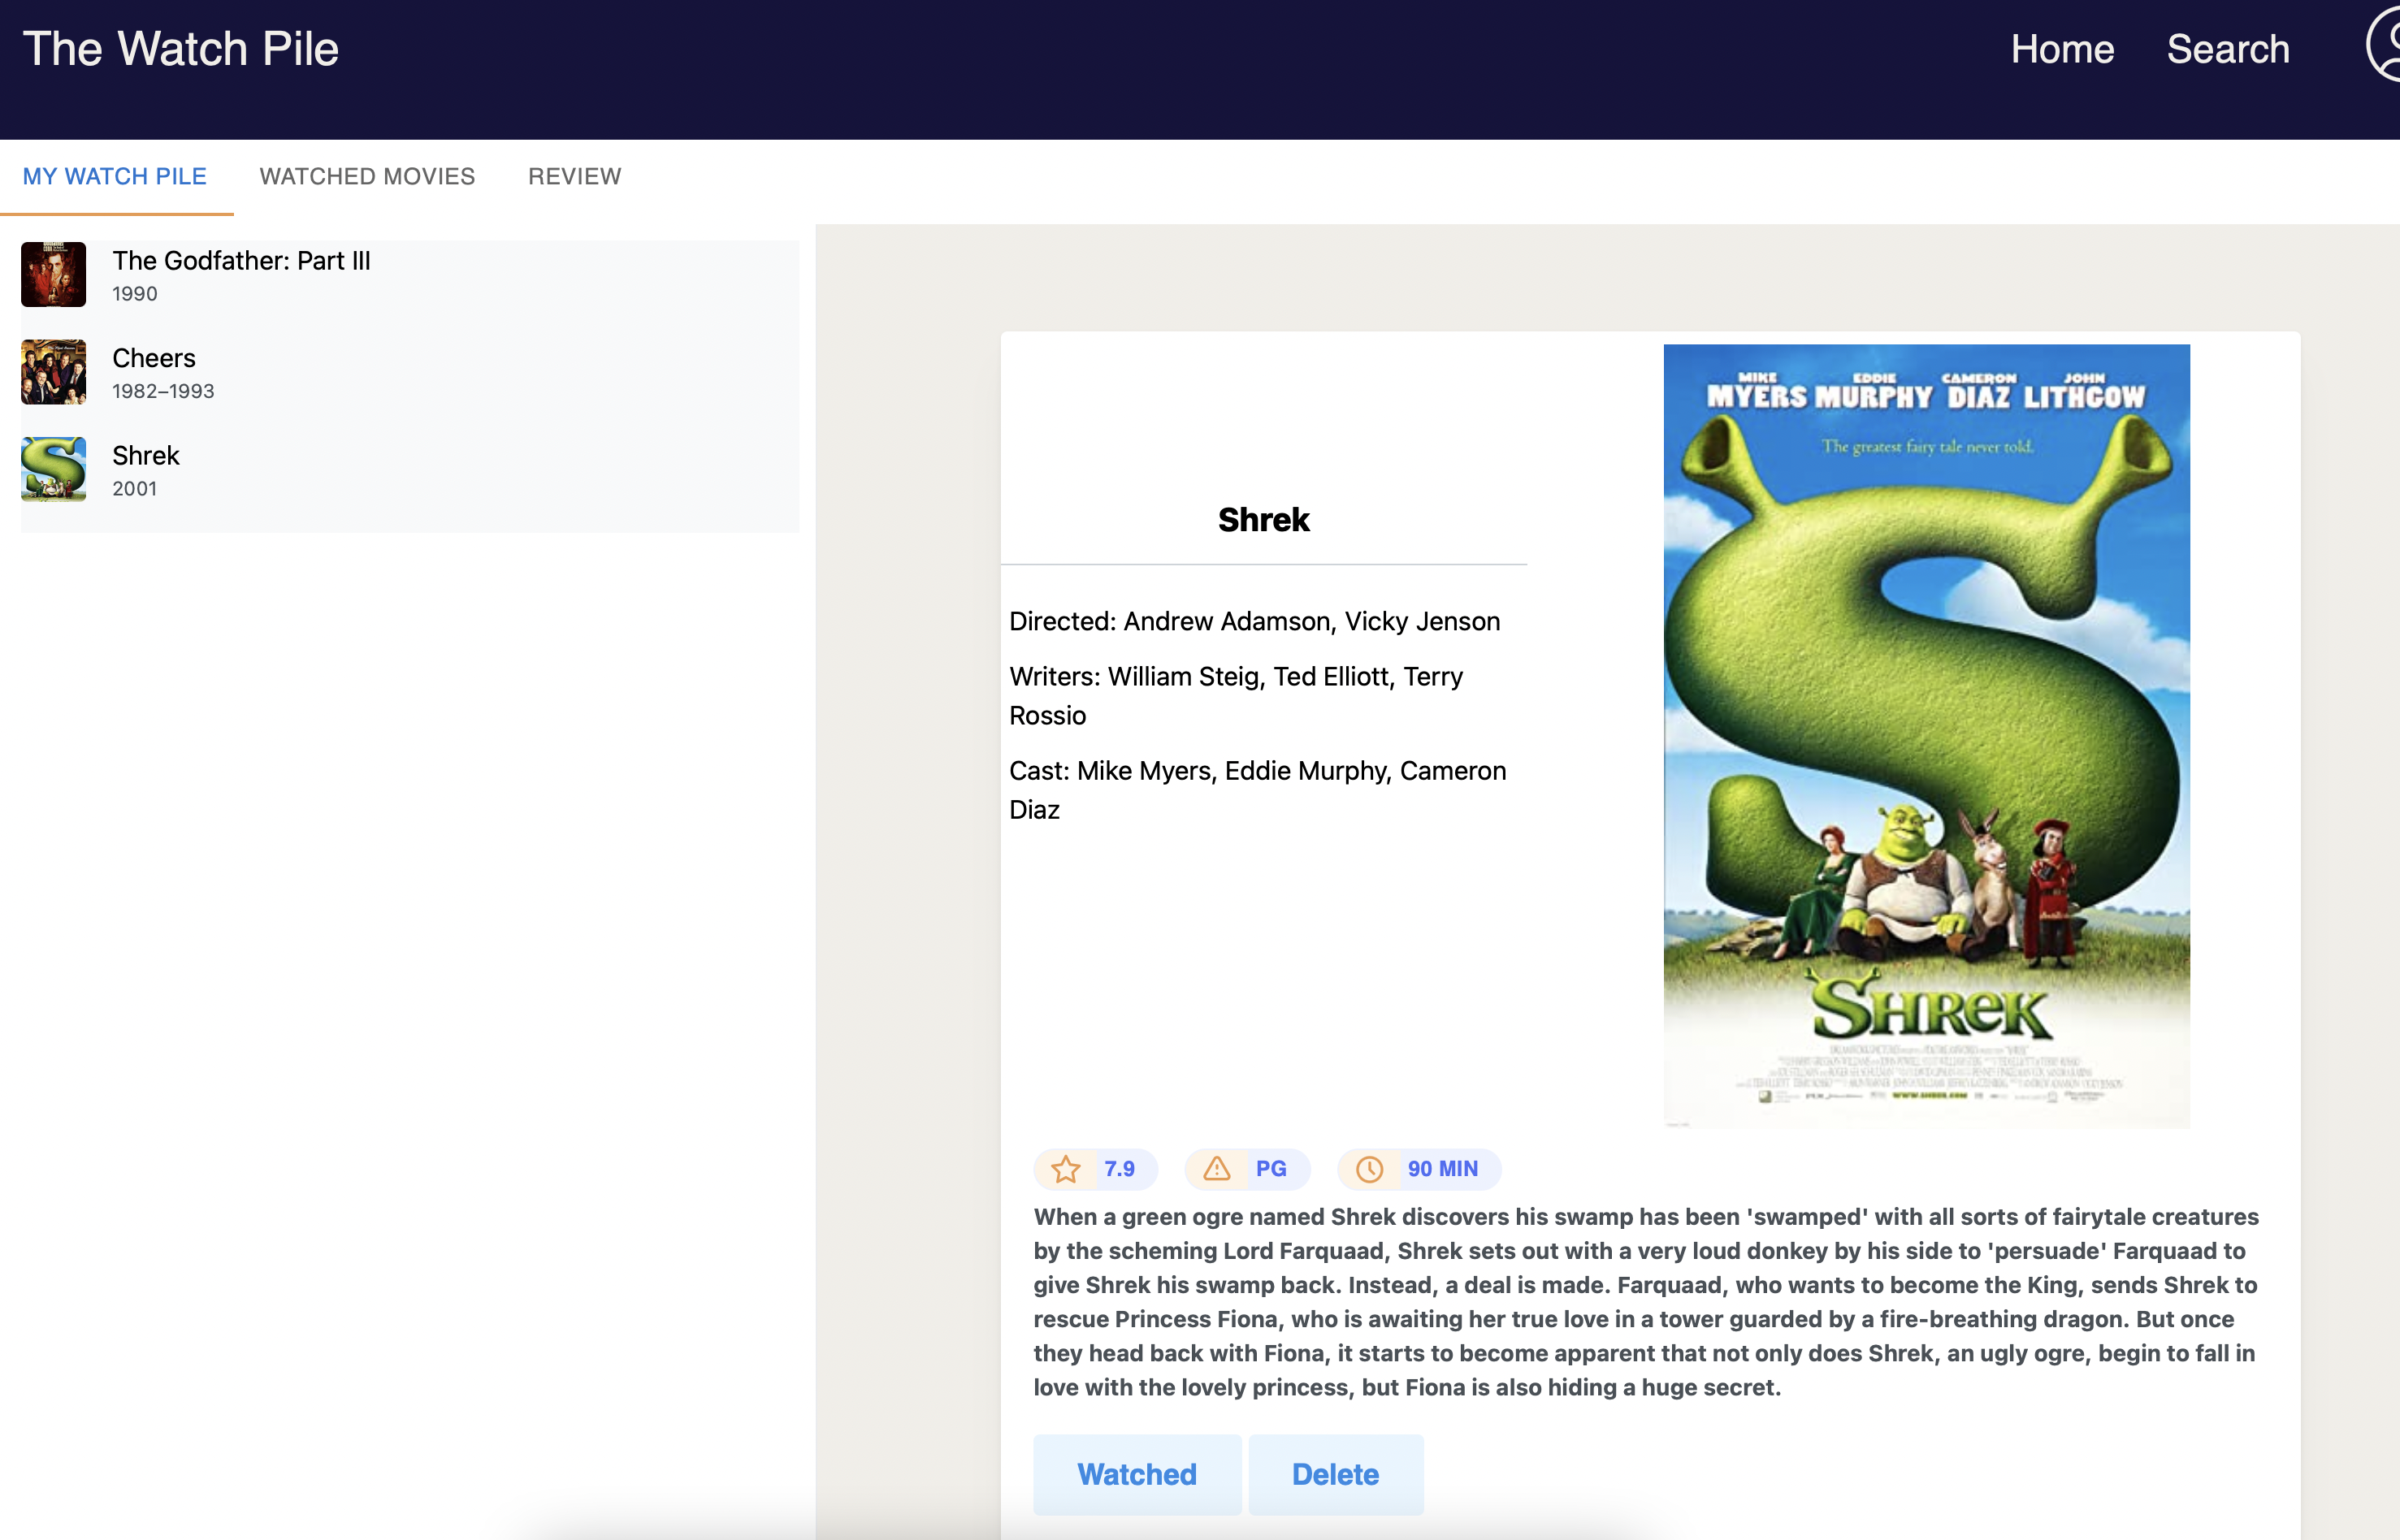 The Watch Pile
Home Search
MY WATCH PILE WATCHED MOVIES REVIEW
The Godfather: Part III
1990
Cheers
1982–1993
Shrek
2001
Shrek
Directed: Andrew Adamson, Vicky Jenson
Writers: William Steig, Ted Elliott, Terry
Rossio
Cast: Mike Myers, Eddie Murphy, Cameron
Diaz
MIKE EDDIE CAMERON JOHN
MYERS MURPHY DIAZ LITHGOW
The greatest fairy tale never told.
SHREK
WWW.SHREK.COM
7.9 PG 90 MIN
When a green ogre named Shrek discovers his swamp has been 'swamped' with all sorts of fairytale creatures
by the scheming Lord Farquaad, Shrek sets out with a very loud donkey by his side to 'persuade' Farquaad to
give Shrek his swamp back. Instead, a deal is made. Farquaad, who wants to become the King, sends Shrek to
rescue Princess Fiona, who is awaiting her true love in a tower guarded by a fire-breathing dragon. But once
they head back with Fiona, it starts to become apparent that not only does Shrek, an ugly ogre, begin to fall in
love with the lovely princess, but Fiona is also hiding a huge secret.
Watched Delete